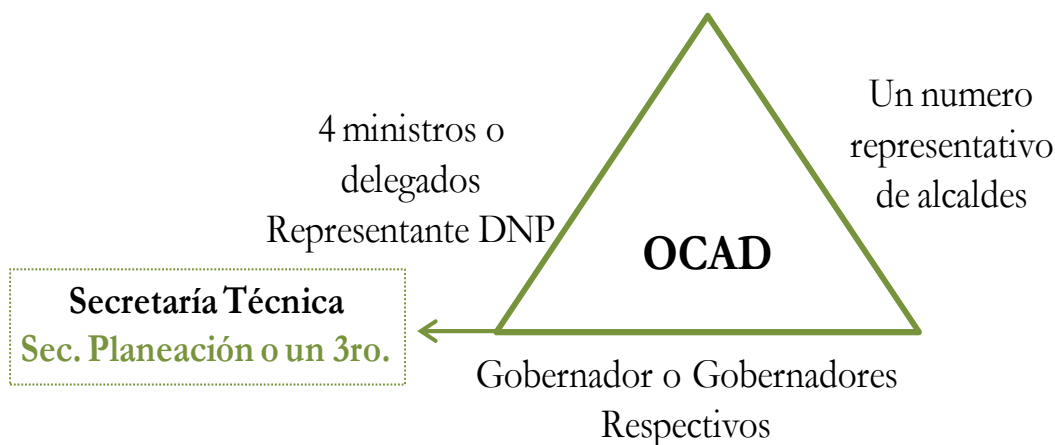 4 ministros o
delegados
Representante DNP
Un numero
representativo
de alcaldes
OCAD
Secretaría Técnica
Sec. Planeación o un 3ro.
Gobernador o Gobernadores
Respectivos